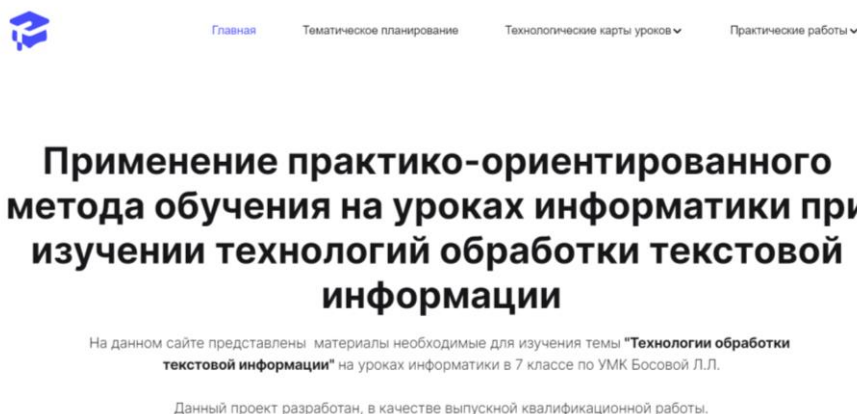 Главная Тематическое планирование Технологические карты уроков Практические работы
Применение практико-ориентированного
метода обучения на уроках информатики при
изучении технологий обработки текстовой
информации
На данном сайте представлены материалы необходимые для изучения темы "Технологии обработки
текстовой информации" на уроках информатики в 7 классе по УМК Босовой Л.Л.
Данный проект разработан, в качестве выпускной квалификационной работы.